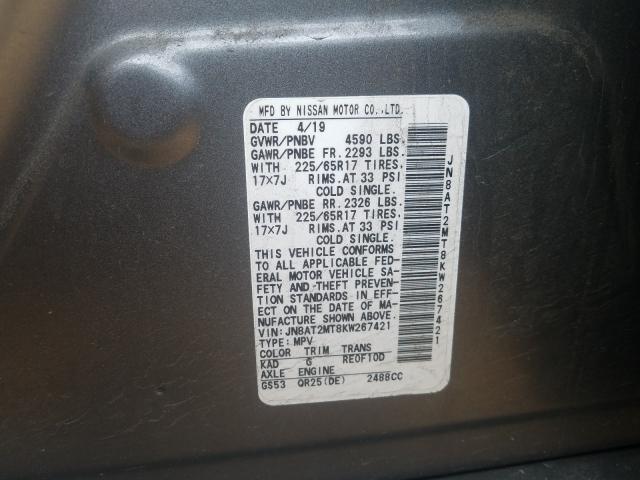 MFD BY NISSAN MOTOR CO.,LTD.
DATE 4/19
GVWR/PNBV 4590 LBS.
GAWR/PNBE FR. 2293 LBS.
WITH 225/65R17 TIRES.
17×7J RIMS. AT 33 PSI
COLD SINGLE.
GAWR/PNBE RR. 2326 LBS.
WITH 225/65R17 TIRES.
17×7J RIMS. AT 33 PSI
COLD SINGLE.
THIS VEHICLE CONFORMS
TO ALL APPLICABLE FED-
ERAL MOTOR VEHICLE SA-
FETY AND THEFT PREVEN-
TION STANDARDS IN EFF-
ECT ON THE DATE OF MA-
NUFACTURE SHOWN ABOVE.
VIN: JN8AT2MT8KW267421
TYPE: MPV
COLOR TRIM TRANS
KAD G RE0F10D
AXLE ENGINE
GS53 QR25(DE) 2488CC
JN8AT2MT8KW267421